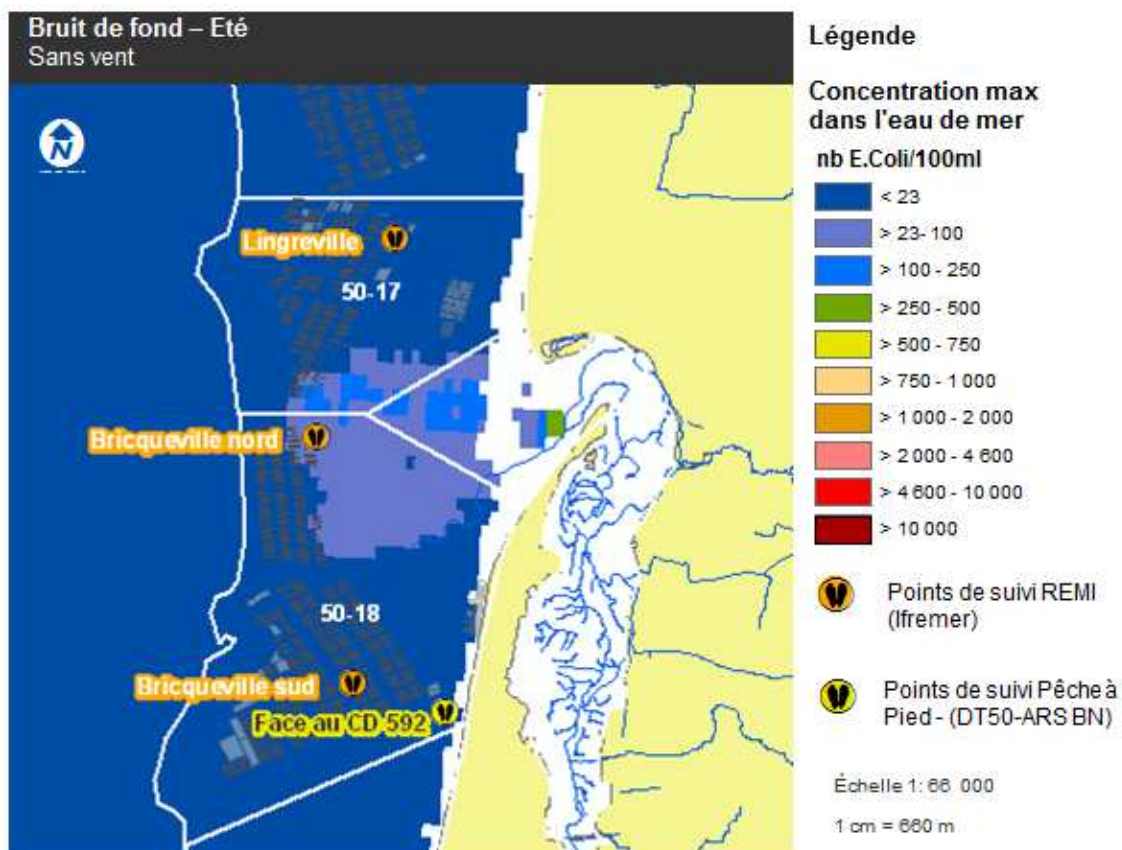 Bruit de fond – Eté
Sans vent
N
Lingreville
50-17
Bricqueville nord
50-18
Bricqueville sud
Face au CD 592
Légende
Concentration max
dans l'eau de mer
nb E.Coli/100ml
< 23
> 23- 100
> 100 - 250
> 250 - 500
> 500 - 750
> 750 - 1 000
> 1 000 - 2 000
> 2 000 - 4 600
> 4 600 - 10 000
> 10 000
Points de suivi REMI
(Ifremer)
Points de suivi Pêche à
Pied - (DT50-ARS BN)
Échelle 1: 66 000
1 cm = 660 m